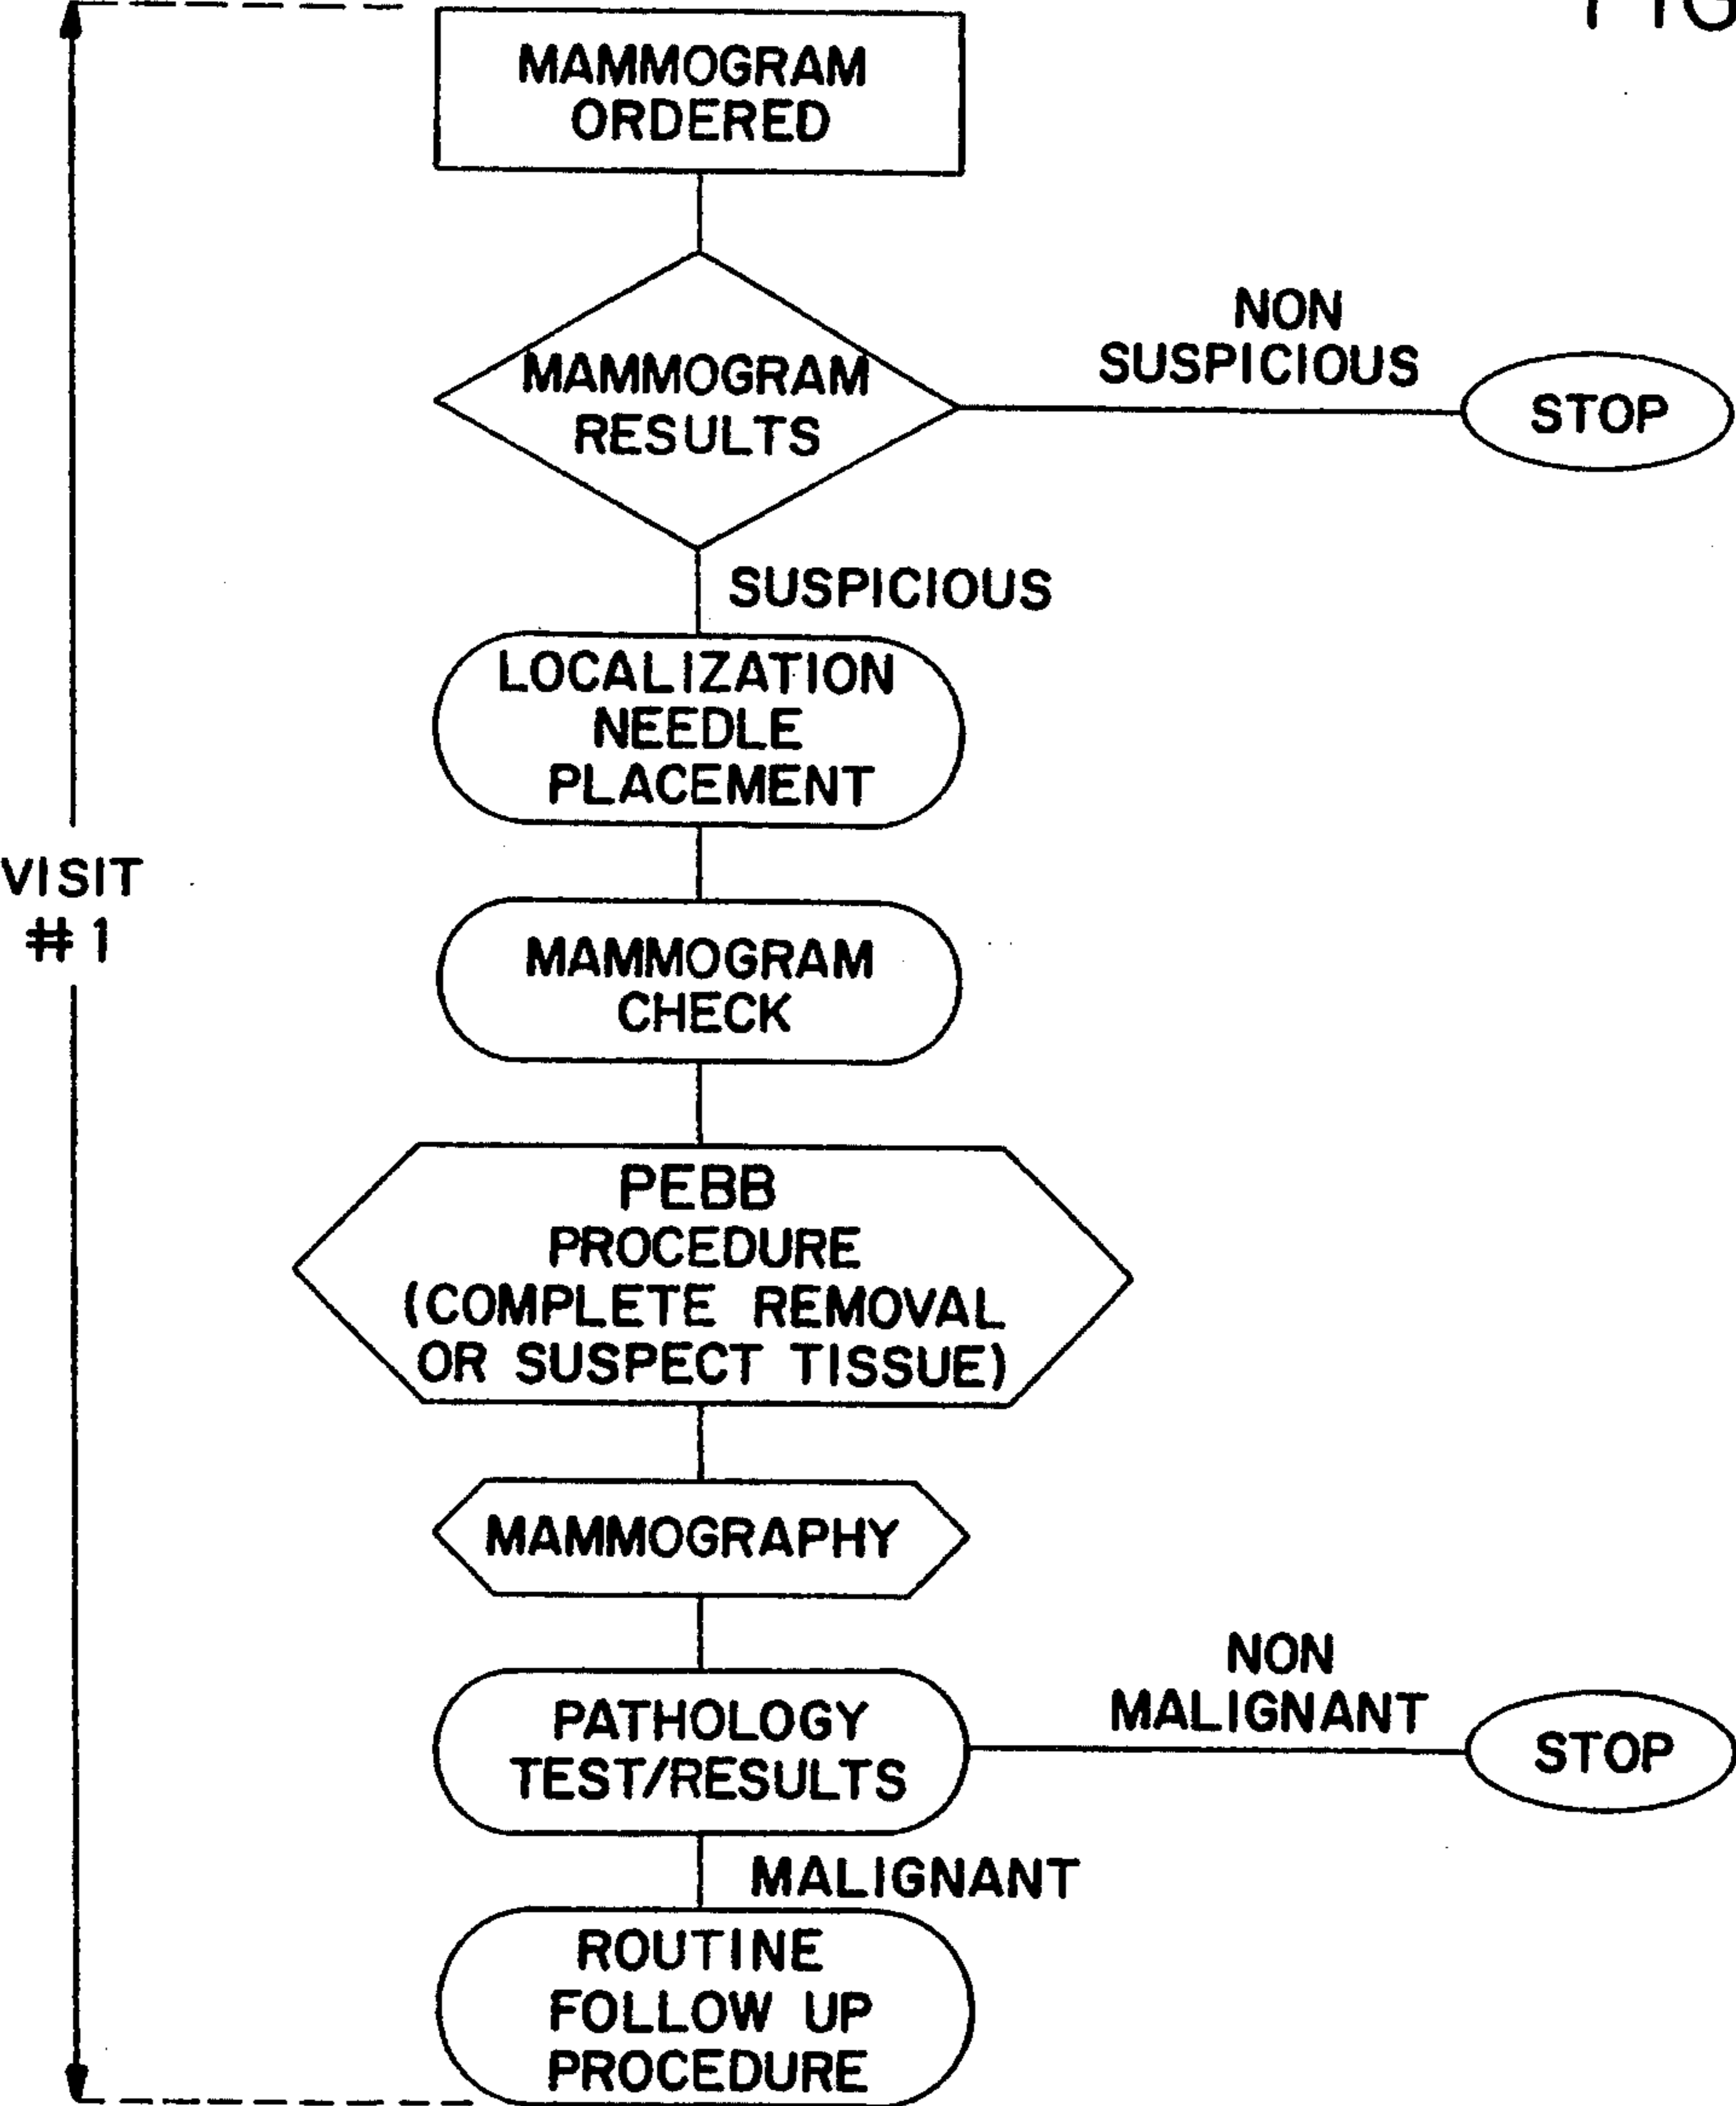 MAMMOGRAM
ORDERED
NON
SUSPICIOUS
MAMMOGRAM
RESULTS
STOP
SUSPICIOUS
LOCALIZATION
NEEDLE
PLACEMENT
VISIT
#1
MAMMOGRAM
CHECK
PEBB
PROCEDURE
(COMPLETE REMOVAL
OR SUSPECT TISSUE)
MAMMOGRAPHY
NON
MALIGNANT
PATHOLOGY
TEST/RESULTS
STOP
MALIGNANT
ROUTINE
FOLLOW UP
PROCEDURE